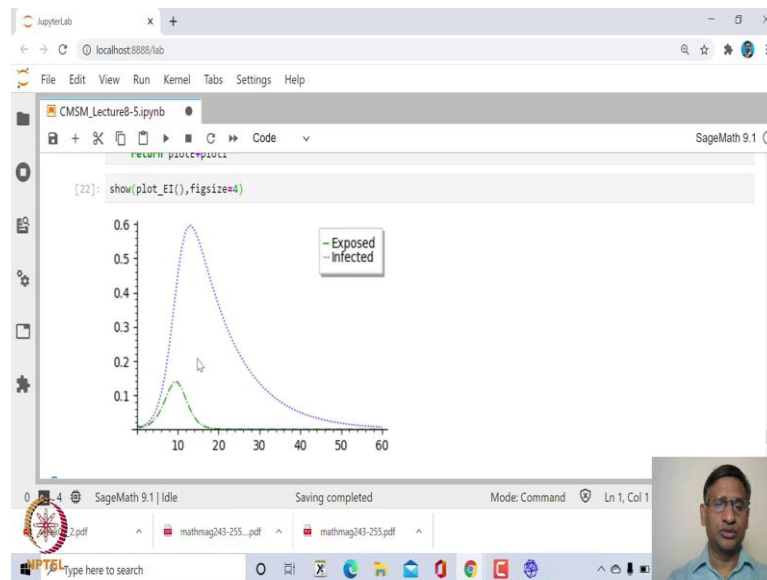 JupyterLab
localhost:8888/lab
File Edit View Run Kernel Tabs Settings Help
CMSM_Lecture8-5.ipynb
Code
SageMath 9.1
[22]: show(plot_EI(),figsize=4)
0.6
0.5
0.4
0.3
0.2
0.1
Exposed
Infected
10 20 30 40 50 60
0 4 SageMath 9.1 | Idle Saving completed Mode: Command Ln 1, Col 1
2.pdf mathmag243-255....pdf mathmag243-255.pdf
NPTEL
Type here to search